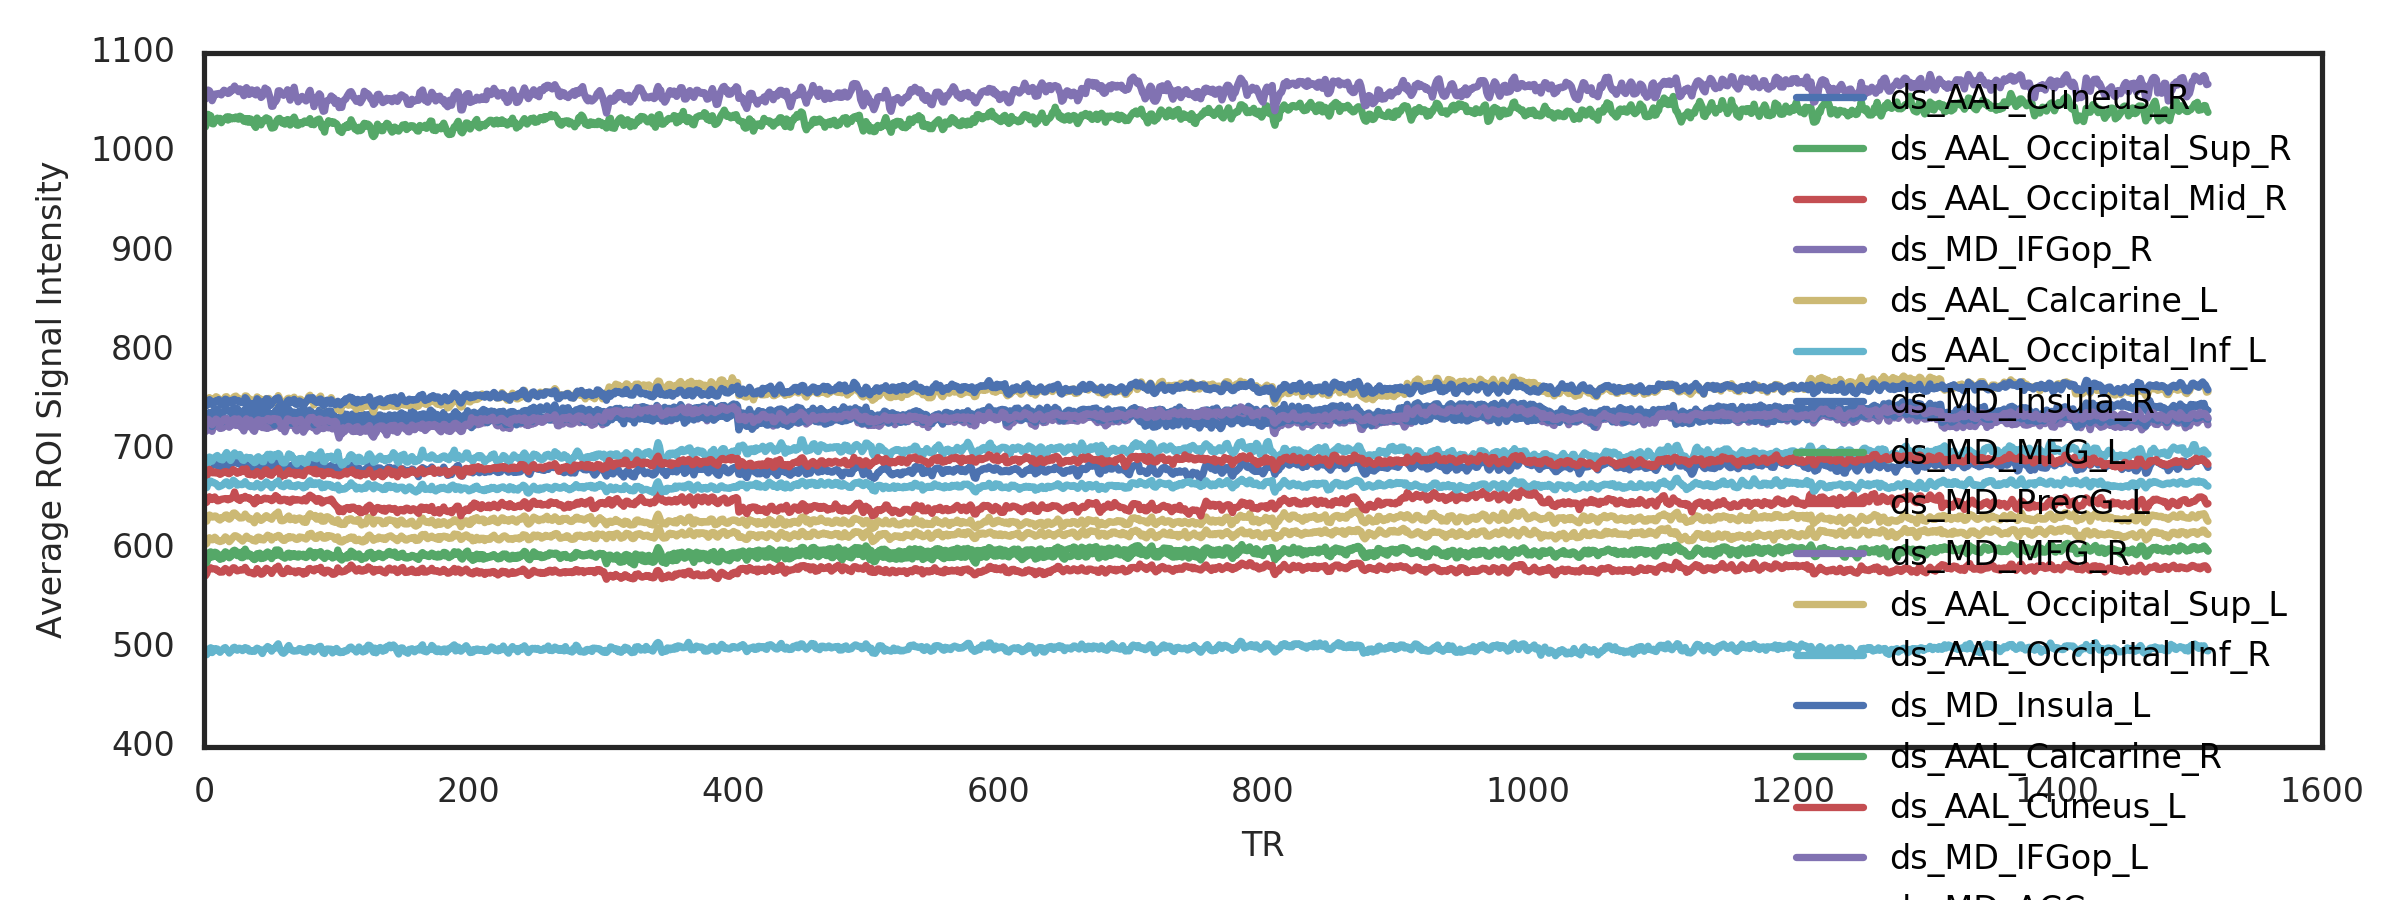 1100
1000
900
800
700
600
500
400
Average ROI Signal Intensity
0
200
400
600
800
1000
1200
1400
1600
TR
ds_AAL_Cuneus_R
ds_AAL_Occipital_Sup_R
ds_AAL_Occipital_Mid_R
ds_MD_IFGop_R
ds_AAL_Calcarine_L
ds_AAL_Occipital_Inf_L
ds_MD_Insula_R
ds_MD_MFG_L
ds_MD_PrecG_L
ds_MD_MFG_R
ds_AAL_Occipital_Sup_L
ds_AAL_Occipital_Inf_R
ds_MD_Insula_L
ds_AAL_Calcarine_R
ds_AAL_Cuneus_L
ds_MD_IFGop_L